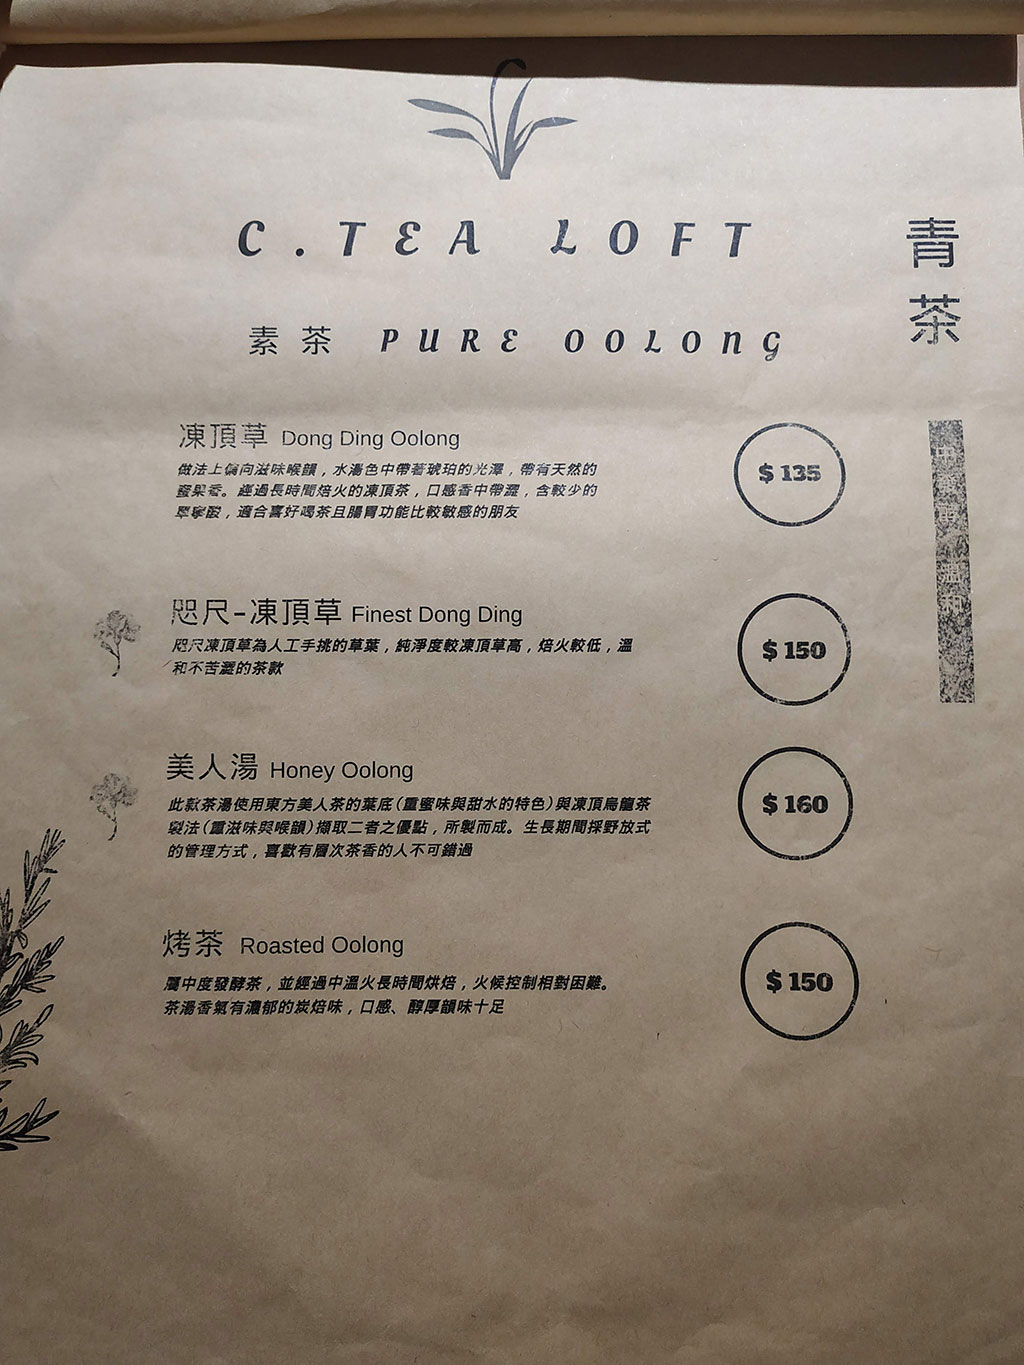 C. TEA LOFT
青茶
素茶 PURE OOLONG
凍頂草 Dong Ding Oolong
$ 135
做法上偏向滋味喉韻，水湯色中帶著琥珀的光澤，帶有天然的
香。經過長時間焙火的凍頂茶，口感香中帶澀，含較少的
單寧酸，適合喜好喝茶且腸胃功能比較敏感的朋友
咫尺-凍頂草 Finest Dong Ding
$ 150
咫尺凍頂草為人工手挑的草葉，純淨度較凍頂草高，焙火較低，溫
和不苦澀的茶款
美人湯 Honey Oolong
$ 160
此款茶湯使用東方美人茶的葉底（重蜜味與甜水的特色）與凍頂烏龍茶
製法（重滋味與喉韻）擷取二者之優點，所製而成。生長期間採野放式
的管理方式，喜歡有層次茶香的人不可錯過
烤茶 Roasted Oolong
$ 150
屬中度發酵茶，並經過中溫火長時間烘焙，火候控制相對困難。
茶湯香氣有濃郁的炭焙味，口感、醇厚韻味十足